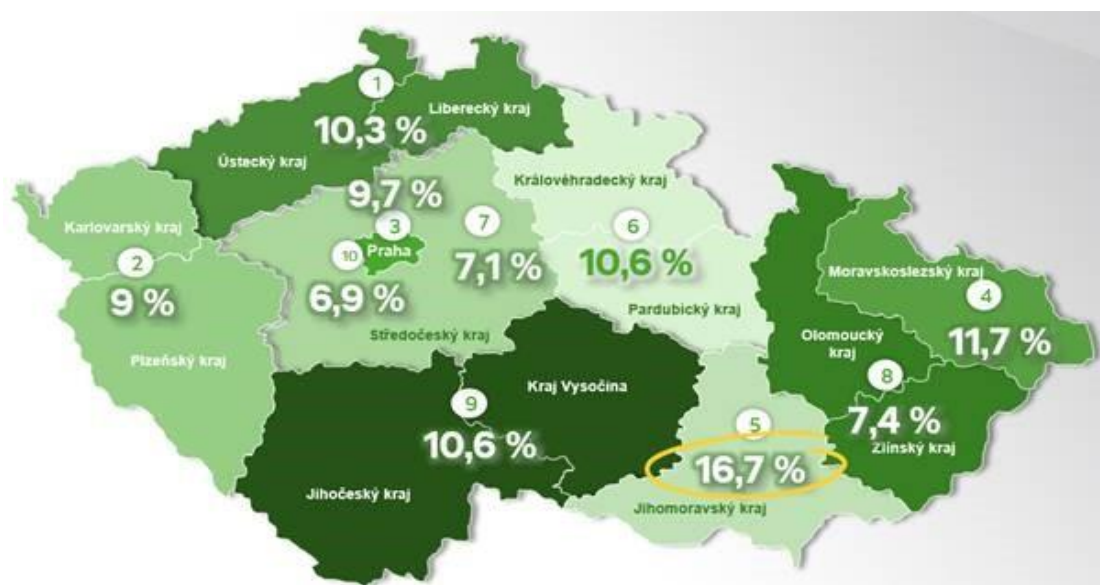 1
Liberecký kraj
10,3 %
Ústecký kraj
Královéhradecký kraj
9,7 %
Karlovarský kraj
3
7
6
2
10
Praha
7,1 %
10,6 %
Moravskoslezský kraj
9 %
6,9 %
4
Pardubický kraj
Středočeský kraj
Olomoucký
kraj
11,7 %
Plzeňský kraj
8
Kraj Vysočina
9
7,4 %
5
10,6 %
Zlínský kraj
16,7 %
Jihočeský kraj
Jihomoravský kraj